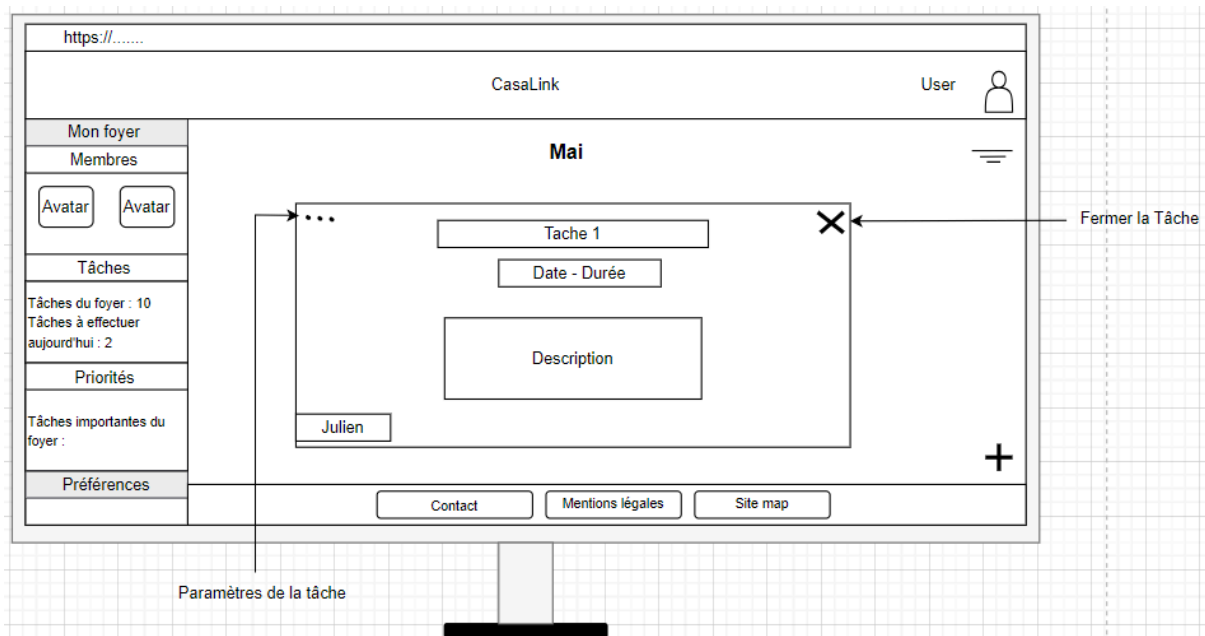 https://.......
CasaLink
User
Mon foyer
Membres
Avatar
Avatar
Tâches
Tâches du foyer : 10
Tâches à effectuer
aujourd'hui : 2
Priorités
Tâches importantes du
foyer :
Préférences
Mai
...
Tache 1
Date - Durée
Description
Julien
Fermer la Tâche
Contact
Mentions légales
Site map
Paramètres de la tâche